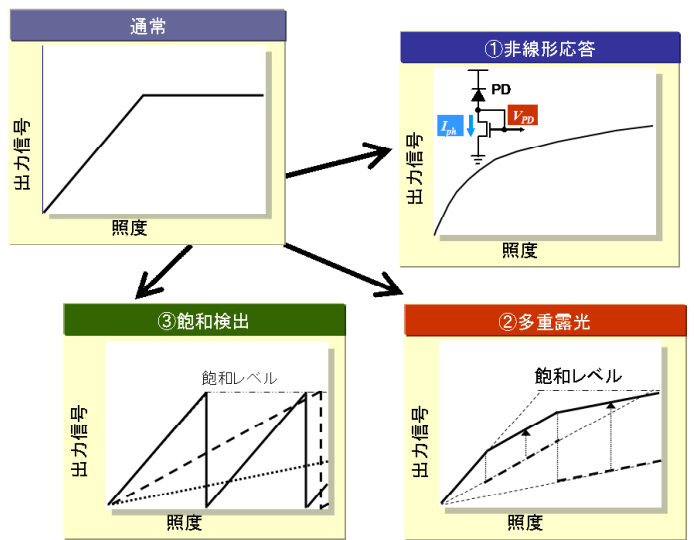 通常
出力信号
照度
①非線形応答
PD
Iph
VPD
出力信号
照度
③飽和検出
飽和レベル
出力信号
照度
②多重露光
飽和レベル
出力信号
照度